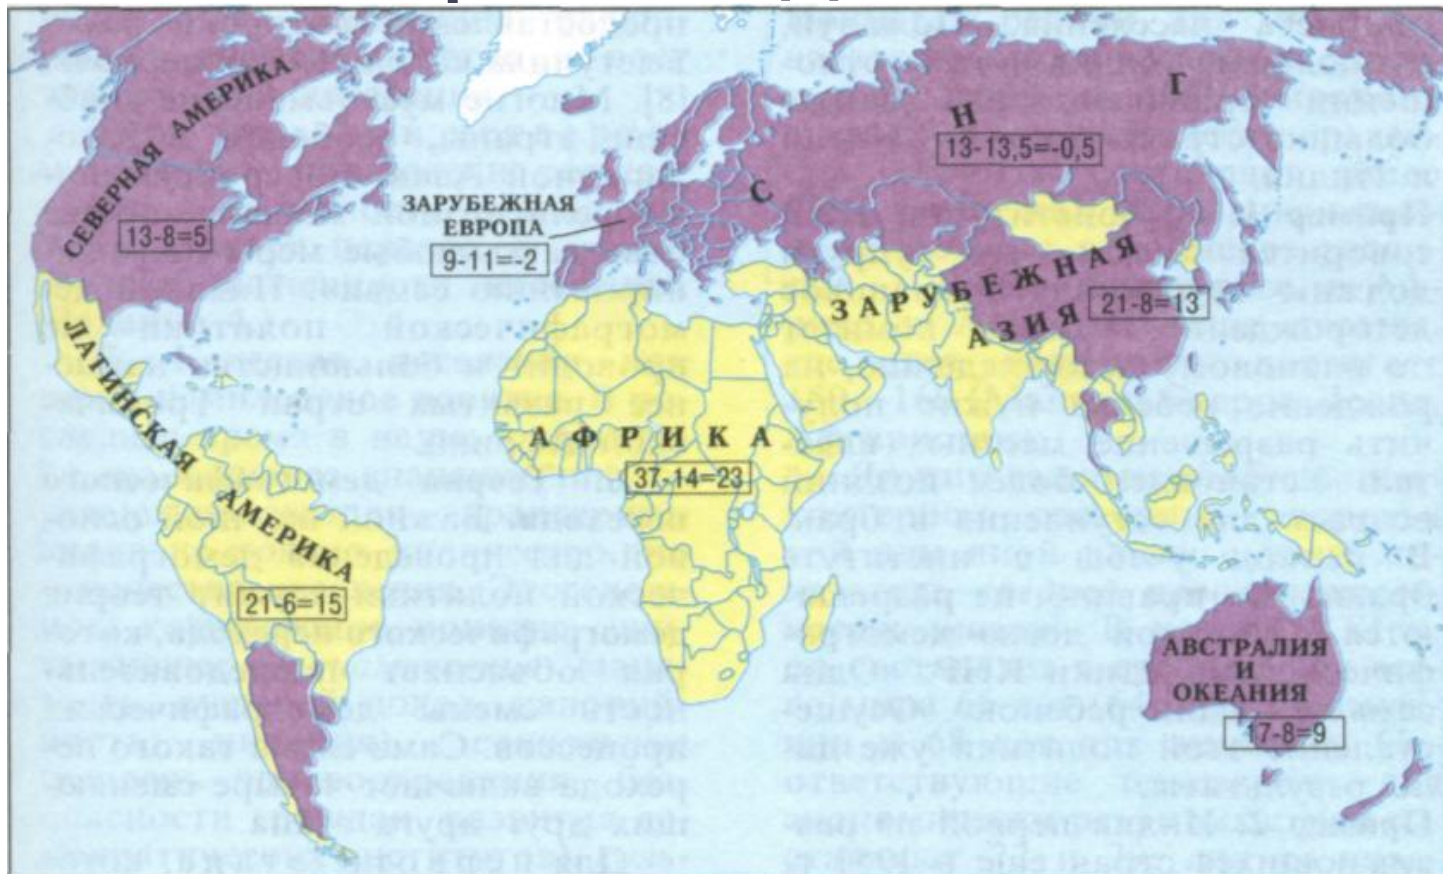 СЕВЕРНАЯ АМЕРИКА
13-8=5
ЗАРУБЕЖНАЯ
ЕВРОПА
9-11=-2
С Н Г
13-13,5=-0,5
ЗАРУБЕЖНАЯ
АЗИЯ
21-8=13
ЛАТИНСКАЯ
АМЕРИКА
21-6=15
АФРИКА
37-14=23
АВСТРАЛИЯ
И
ОКЕАНИЯ
17-8=9